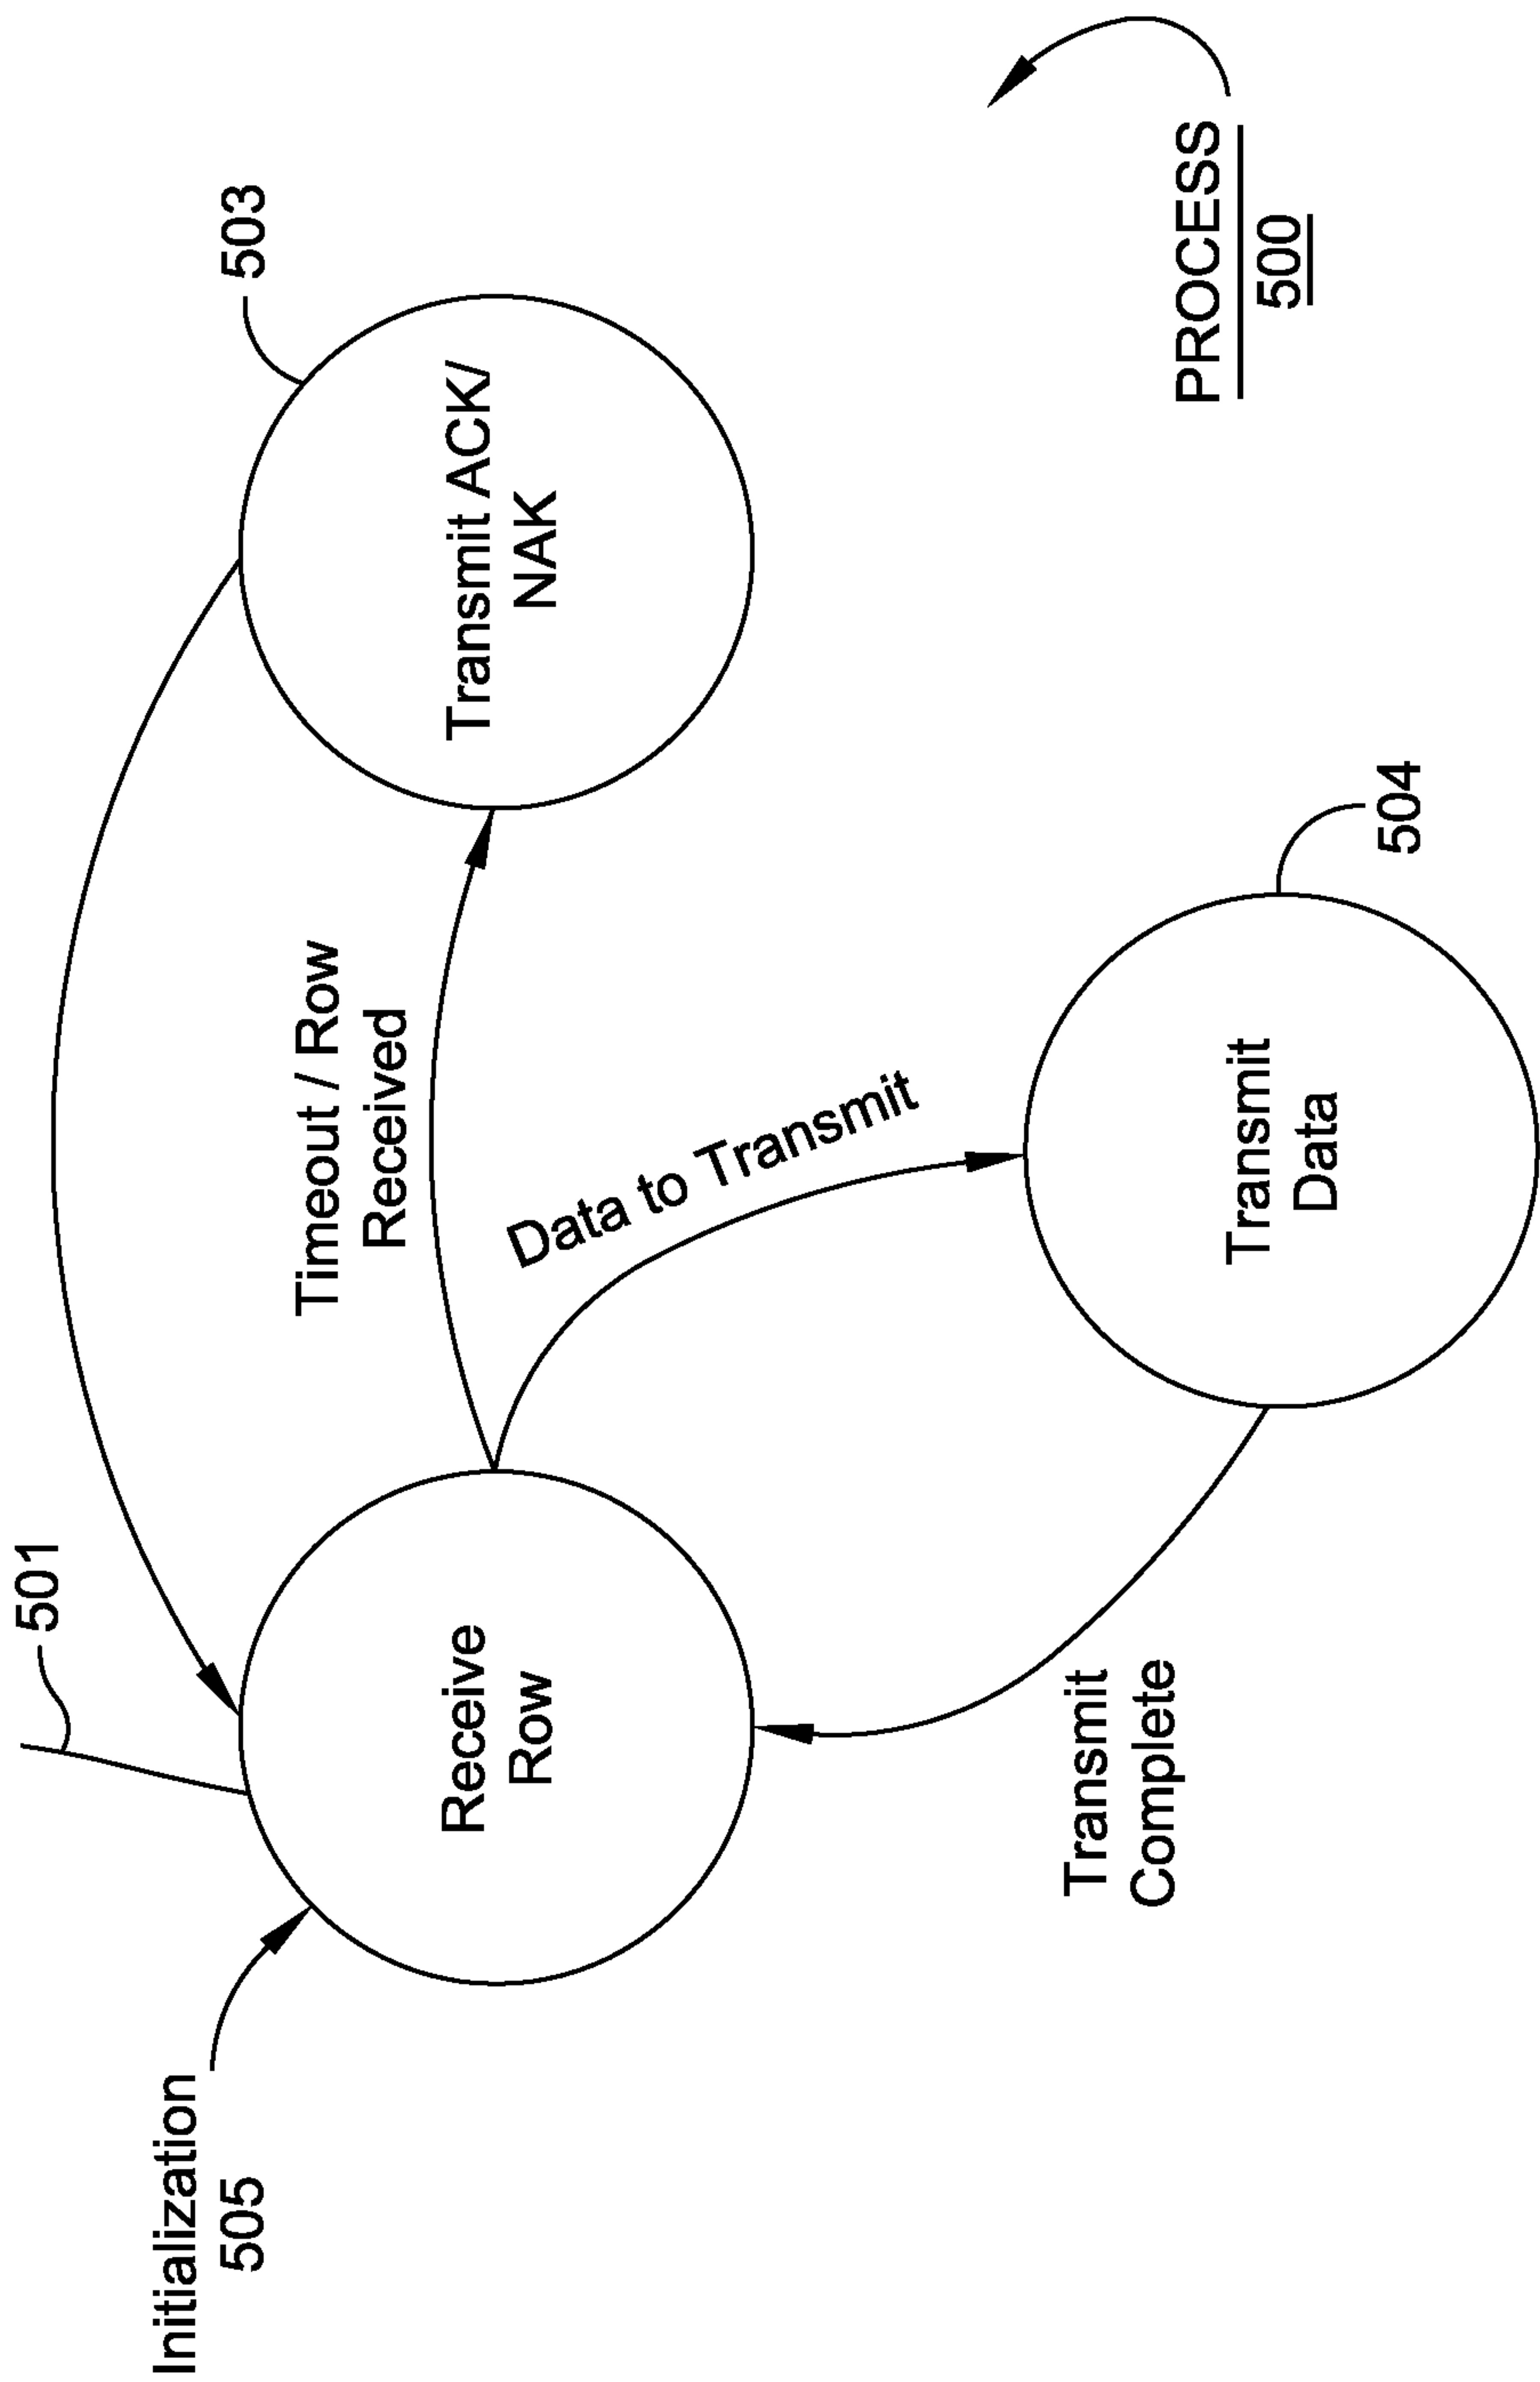 501
503
Initialization
505
Timeout / Row
Received
Receive
Row
Transmit ACK/
NAK
Data to Transmit
Transmit
Complete
Transmit
Data
504
PROCESS
500